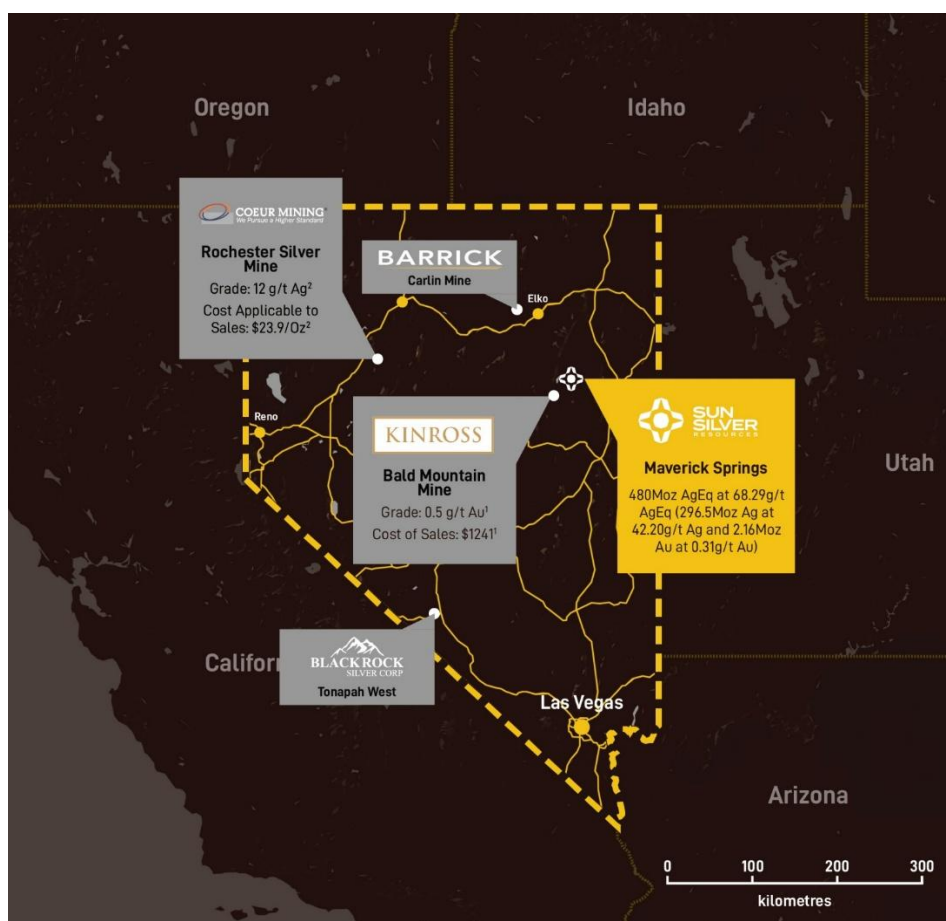 Oregon
Idaho
COEUR MINING
We Pursue a Higher Standard
Rochester Silver
Mine
Grade: 12 g/t Ag²
Cost Applicable to
Sales: $23.9/Oz²
BARRICK
Carlin Mine
Elko
Reno
KINROSS
Bald Mountain
Mine
Grade: 0.5 g/t Au¹
Cost of Sales: $1241¹
SUN
SILVER
RESOURCES
Maverick Springs
480Moz AgEq at 68.29g/t
AgEq (296.5Moz Ag at
42.20g/t Ag and 2.16Moz
Au at 0.31g/t Au)
Utah
Californ
BLACKROCK
SILVER CORP
Tonapah West
Las Vegas
Arizona
0 100 200 300
kilometres